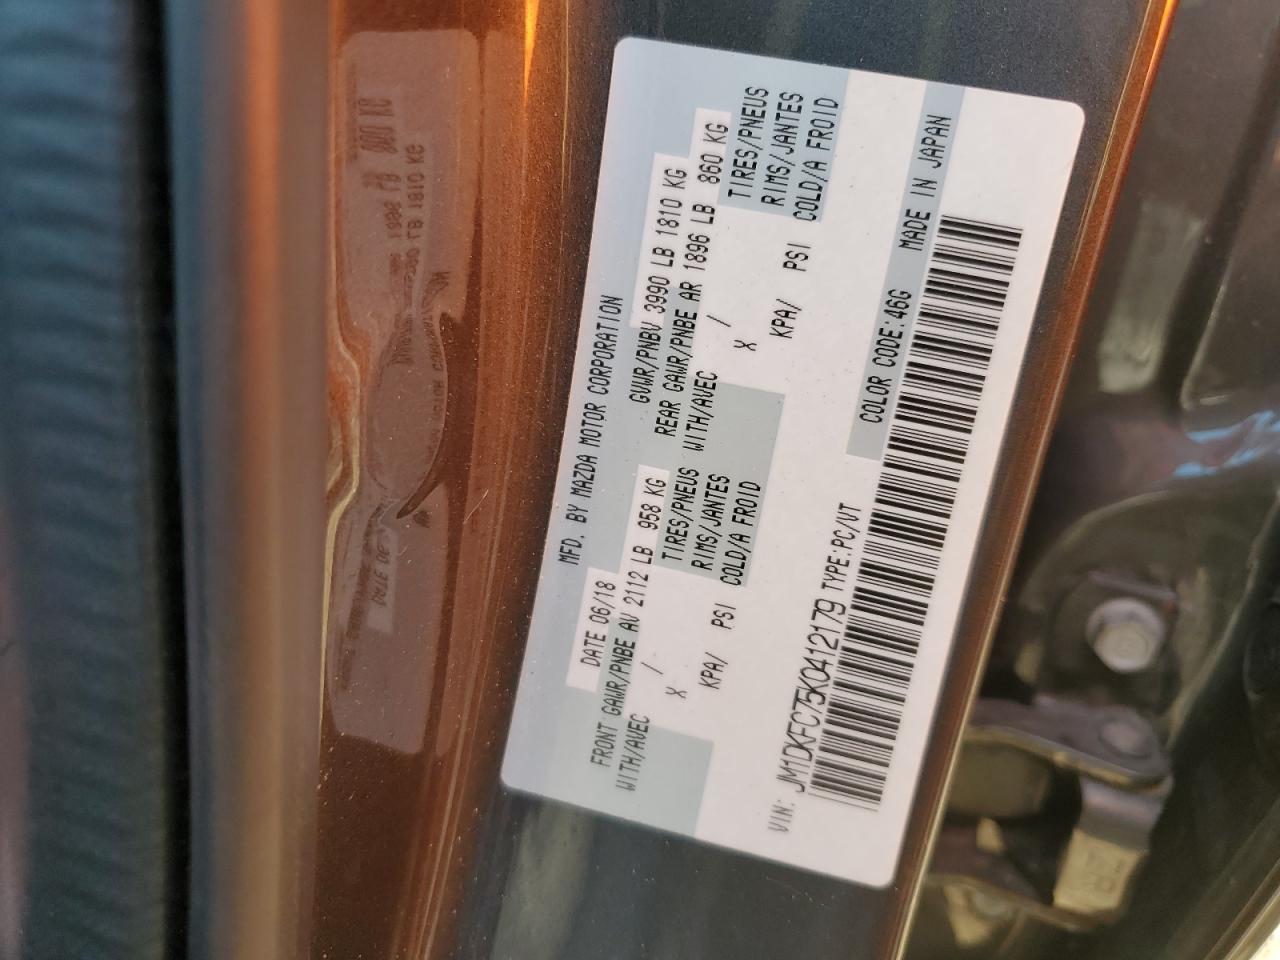 MFD. BY MAZDA MOTOR CORPORATION
DATE 06/18 GVWR/PNBV 3990 LB 1810 KG
FRONT GAWR/PNBE AV 2112 LB 958 KG REAR GAWR/PNBE AR 1896 LB 860 KG
WITH/AVEC TIRES/PNEUS WITH/AVEC TIRES/PNEUS
X / RIMS/JANTES X / RIMS/JANTES
KPA/ PSI COLD/A FROID KPA/ PSI COLD/A FROID
VIN: JM1DKFC75K0412179 TYPE:PC/VT
COLOR CODE:46G MADE IN JAPAN